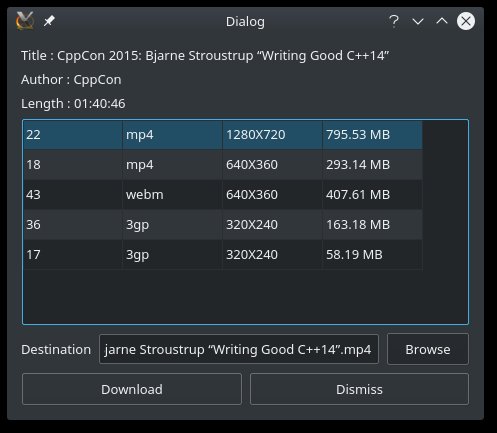 Dialog
Title : CppCon 2015: Bjarne Stroustrup “Writing Good C++14”
Author : CppCon
Length : 01:40:46
22 mp4 1280X720 795.53 MB
18 mp4 640X360 293.14 MB
43 webm 640X360 407.61 MB
36 3gp 320X240 163.18 MB
17 3gp 320X240 58.19 MB
Destination jarne Stroustrup “Writing Good C++14”.mp4 Browse
Download Dismiss